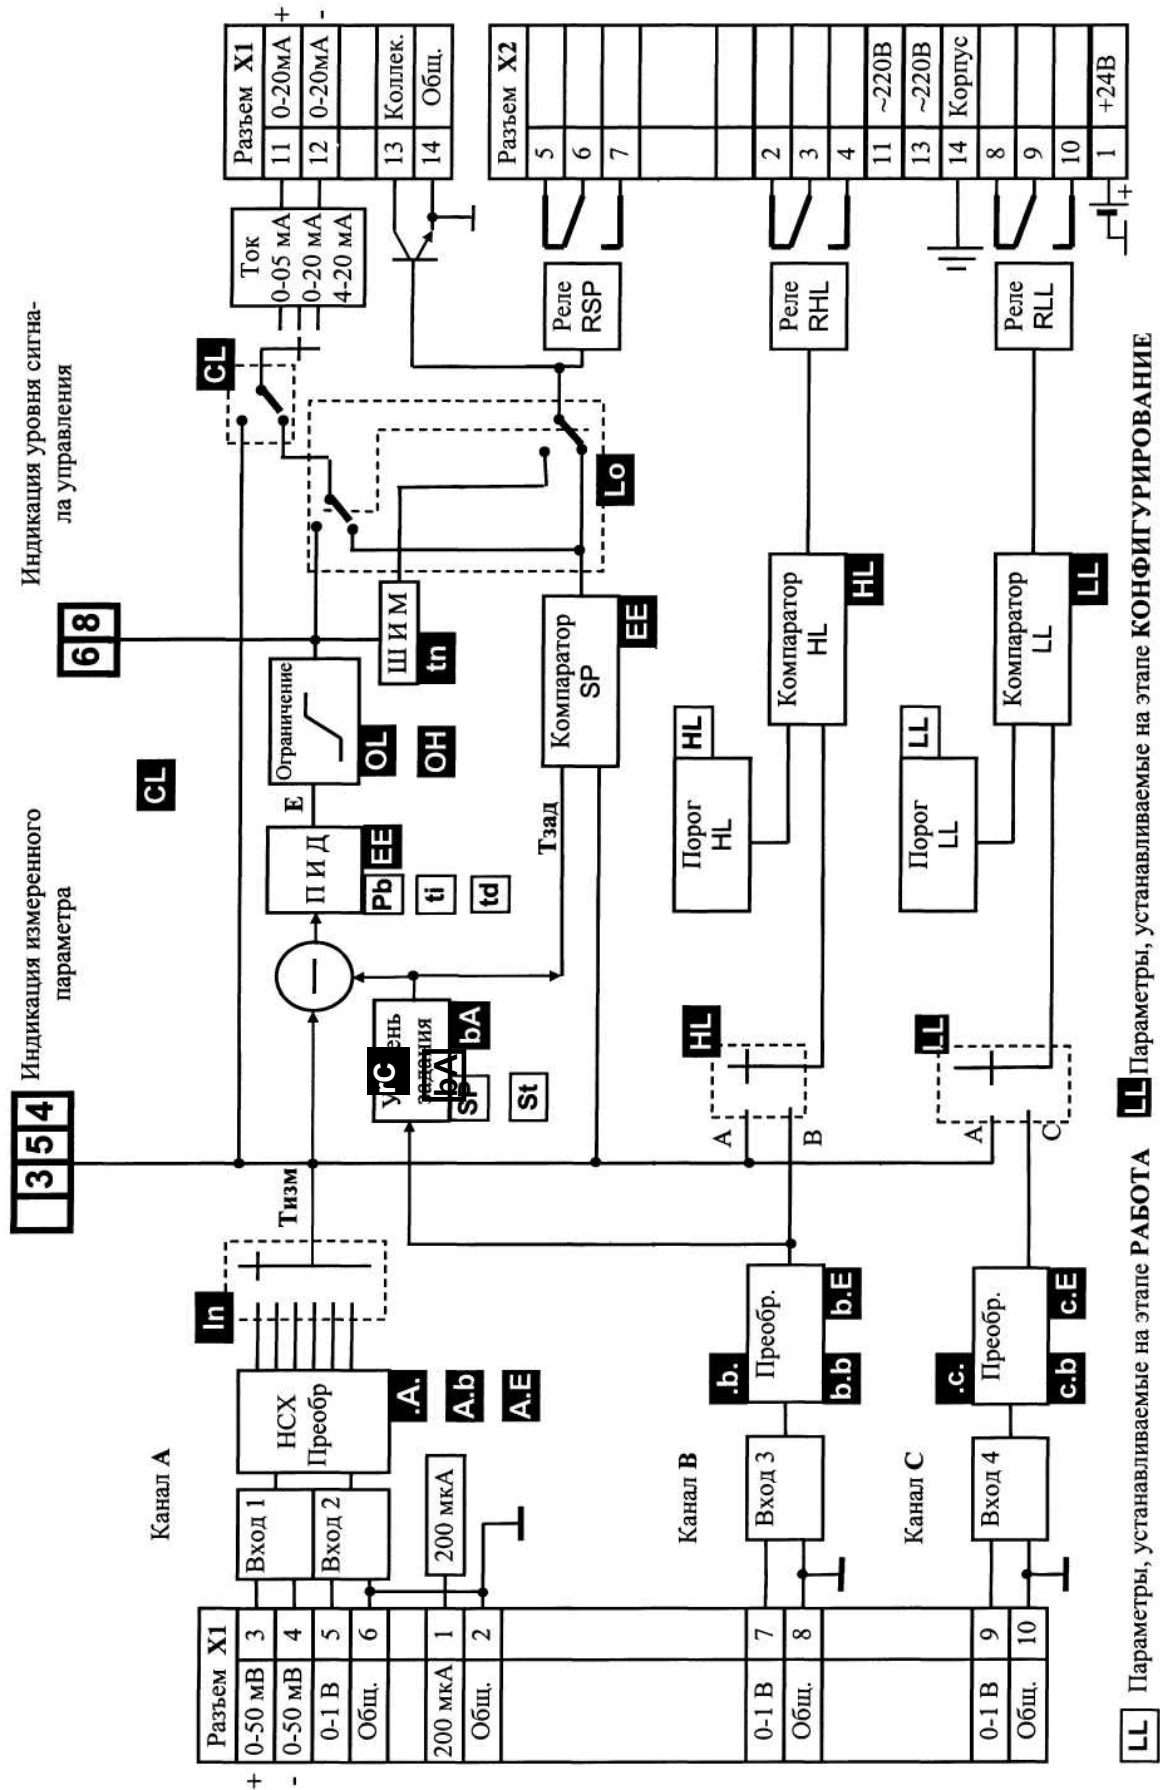 Индикация измеренного
параметра
3 5 4
Индикация уровня сигна-
ла управления
6 8
Канал А
Разъем X1
+ 0-50 мВ 3
- 0-50 мВ 4
0-1 В 5
Общ. 6
200 мкА 1
Общ. 2
0-1 В 7
Общ. 8
0-1 В 9
Общ. 10
Вход 1
Вход 2
200 мкА
НСХ
Преобр
.A.
A.b
A.E
In
Тизм
Канал В
Вход 3
Преобр.
.b.
b.b
b.E
Канал С
Вход 4
Преобр.
.c.
c.b
c.E
rC
ень
задания
bA
bA
SP
St
CL
П И Д
EE
Pb
ti
td
E
Ограничение
OL
OH
Ш И М
tn
Тзад
Компаратор
SP
EE
Lo
CL
Ток
0-05 мА
0-20 мА
4-20 мА
Реле
RSP
A
B
HL
Порог
HL
HL
Компаратор
HL
HL
Реле
RHL
A
C
LL
Порог
LL
LL
Компаратор
LL
LL
Реле
RLL
Разъем X1
11 0-20мА +
12 0-20мА -
13 Коллек.
14 Общ.
Разъем X2
5
6
7
2
3
4
11 ~220В
13 ~220В
14 Корпус
8
9
10
1 +24В
+
LL Параметры, устанавливаемые на этапе РАБОТА
LL Параметры, устанавливаемые на этапе КОНФИГУРИРОВАНИЕ